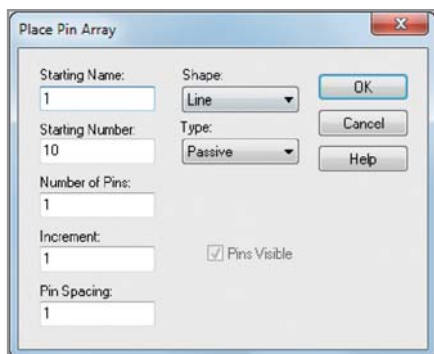 Place Pin Array
Starting Name:
1
Starting Number:
10
Number of Pins:
1
Increment:
1
Pin Spacing:
1
Shape:
Line
Type:
Passive
Pins Visible
OK
Cancel
Help